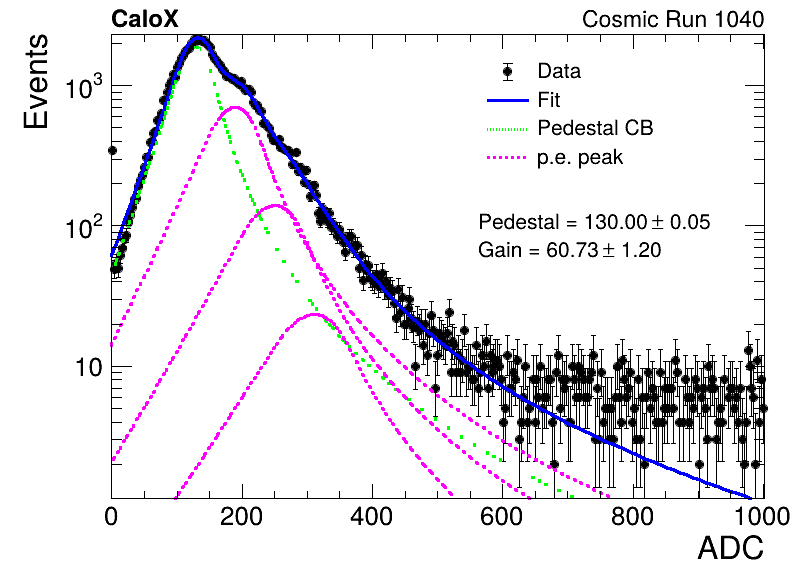 CaloX Cosmic Run 1040
Events
10³
10²
10
Data
Fit
Pedestal CB
p.e. peak
Pedestal = 130.00 ± 0.05
Gain = 60.73 ± 1.20
0 200 400 600 800 1000
ADC